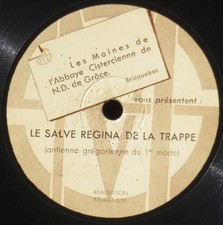 Les Moines de
l'Abbaye Cistercienne de
N.D. de Grâce.
Bricquebec
vous présentent :
LE SALVE REGINA DE LA TRAPPE
(antienne grégorienne du 1er mode)
RÉALISATION